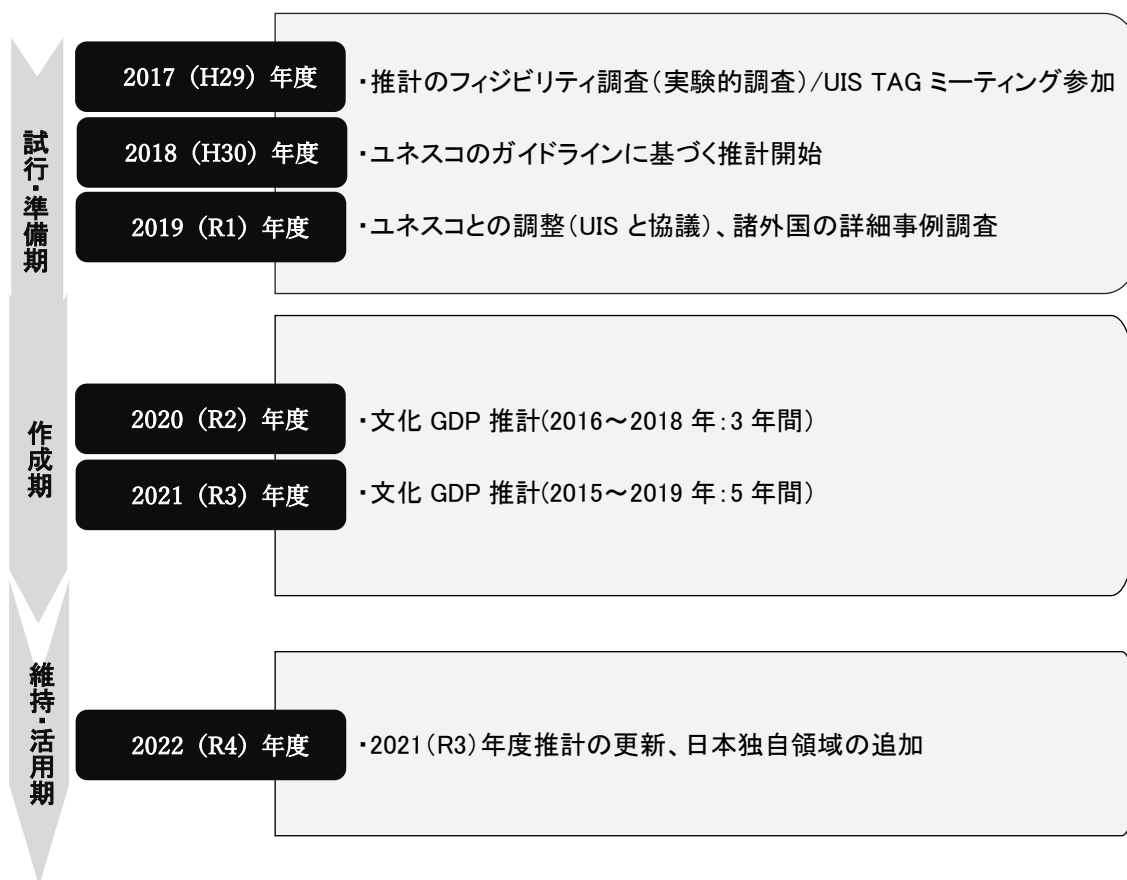 試行・準備期
2017（H29）年度
・推計のフィジビリティ調査(実験的調査)/UIS TAG ミーティング参加
2018（H30）年度
・ユネスコのガイドラインに基づく推計開始
2019（R1）年度
・ユネスコとの調整(UIS と協議)、諸外国の詳細事例調査
作成期
2020（R2）年度
・文化 GDP 推計(2016～2018 年：3 年間)
2021（R3）年度
・文化 GDP 推計(2015～2019 年：5 年間)
維持・活用期
2022（R4）年度
・2021(R3)年度推計の更新、日本独自領域の追加